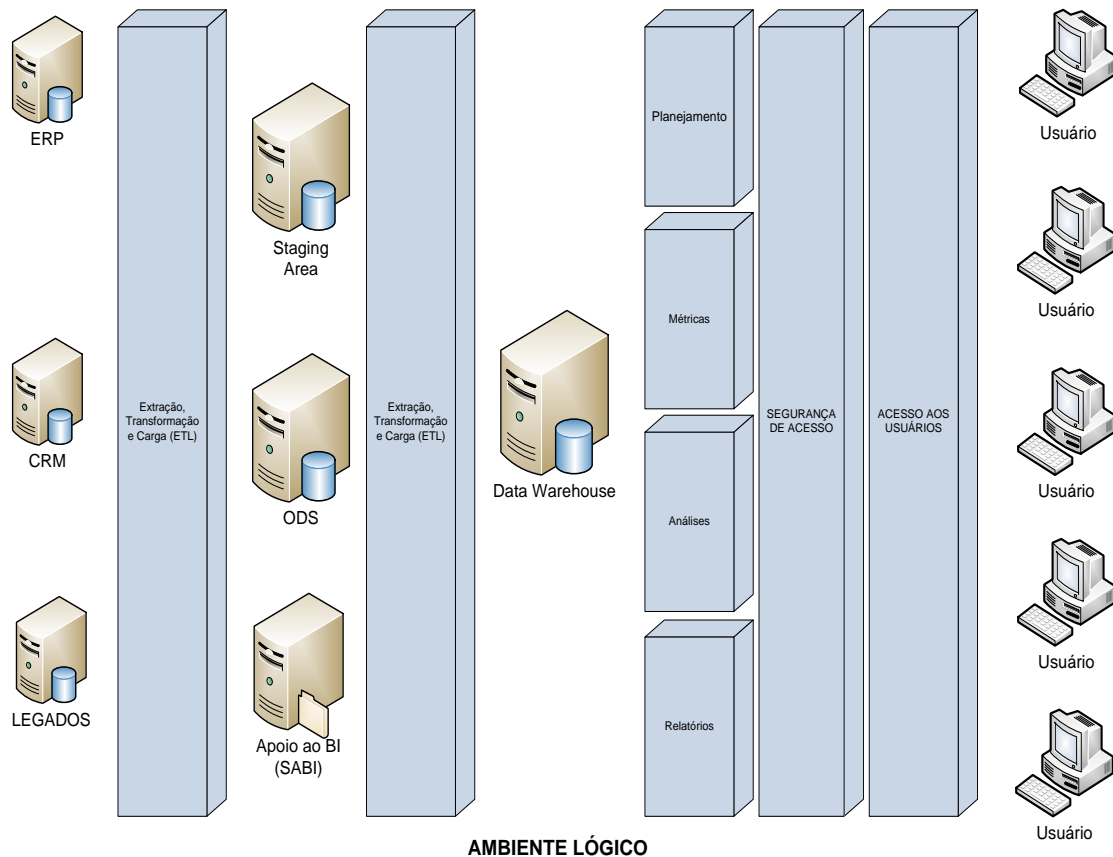 ERP
CRM
LEGADOS
Extração,
Transformação
e Carga (ETL)
Staging
Area
ODS
Apoio ao BI
(SABI)
Extração,
Transformação
e Carga (ETL)
Data Warehouse
Planejamento
Métricas
Análises
Relatórios
SEGURANÇA
DE ACESSO
ACESSO AOS
USUÁRIOS
Usuário
Usuário
Usuário
Usuário
Usuário
AMBIENTE LÓGICO